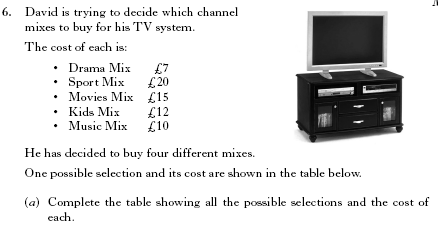 6. David is trying to decide which channel
mixes to buy for his TV system.
The cost of each is:
• Drama Mix £7
• Sport Mix £20
• Movies Mix £15
• Kids Mix £12
• Music Mix £10
He has decided to buy four different mixes.
One possible selection and its cost are shown in the table below.
(a) Complete the table showing all the possible selections and the cost of
each.